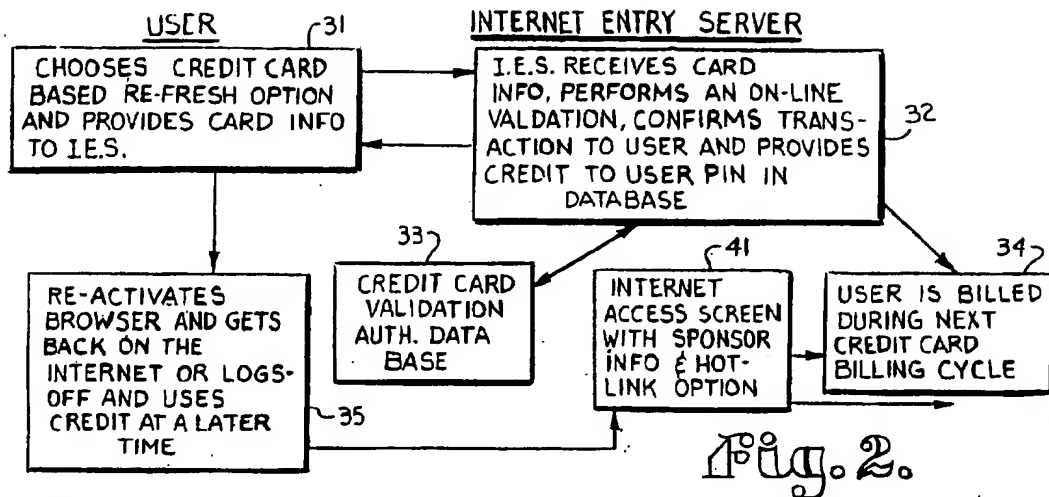 USER
31
INTERNET ENTRY SERVER
CHOOSES CREDIT CARD
BASED RE-FRESH OPTION
AND PROVIDES CARD INFO
TO I.E.S.
I.E.S. RECEIVES CARD
INFO, PERFORMS AN ON-LINE
VALDATION, CONFIRMS TRANS-
ACTION TO USER AND PROVIDES
CREDIT TO USER PIN IN
DATABASE
32
33
CREDIT CARD
VALIDATION
AUTH. DATA
BASE
41
INTERNET
ACCESS SCREEN
WITH SPONSOR
INFO & HOT-
LINK OPTION
34
USER IS BILLED
DURING NEXT
CREDIT CARD
BILLING CYCLE
RE-ACTIVATES
BROWSER AND GETS
BACK ON THE
INTERNET OR LOGS-
OFF AND USES
CREDIT AT A LATER
TIME
35
Fig. 2.